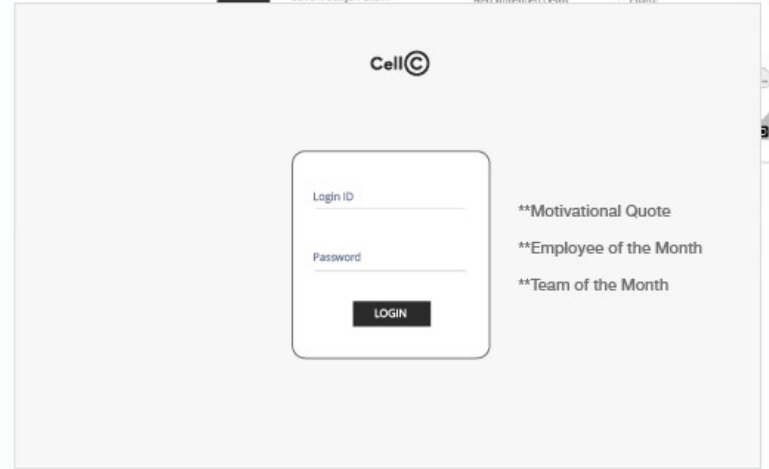 Cell C
Login ID
Password
LOGIN
**Motivational Quote
**Employee of the Month
**Team of the Month